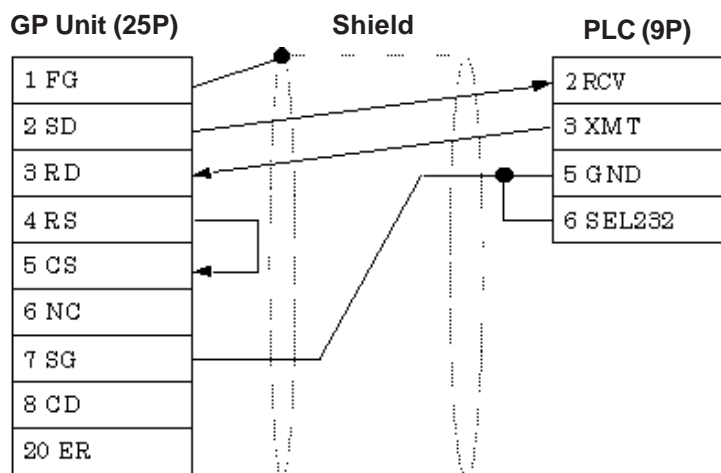 GP Unit (25P)
Shield
PLC (9P)
1 FG
2 SD
3 RD
4 RS
5 CS
6 NC
7 SG
8 CD
20 ER
2 RCV
3 XMT
5 GND
6 SEL232